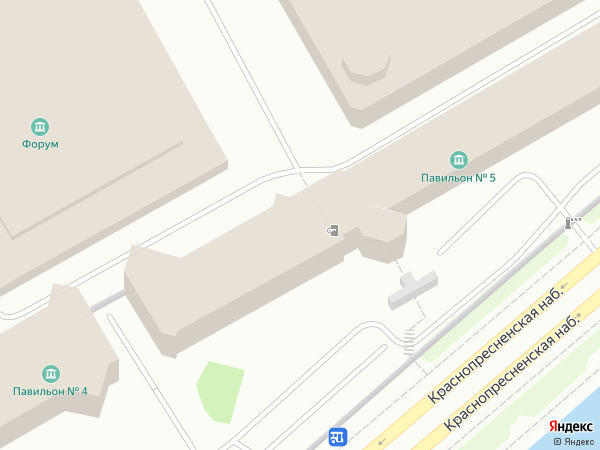 Форум
Павильон № 5
Краснопресненская наб.
Краснопресненская наб.
Павильон № 4
Яндекс
© Яндекс